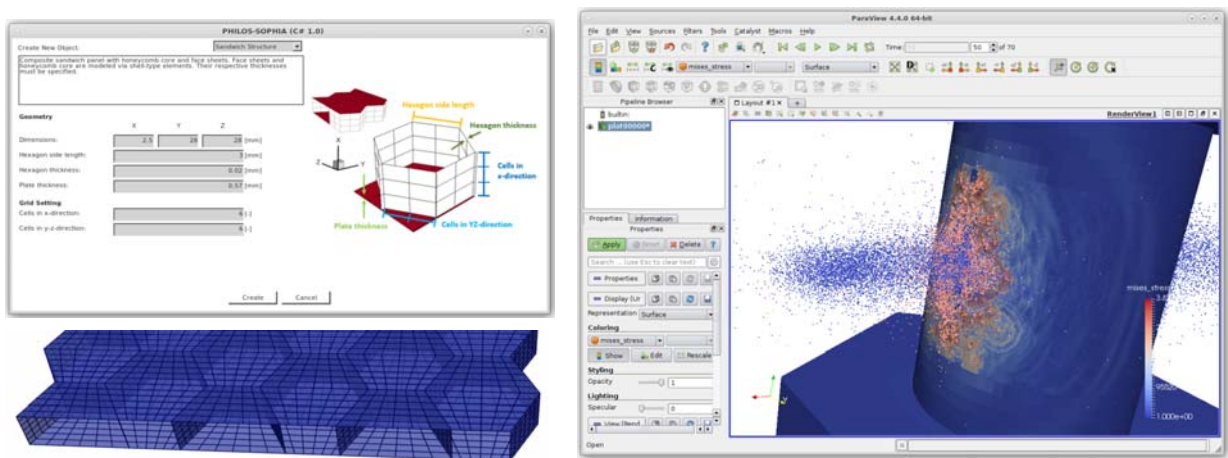 PHILOS-SOPHIA (C# 1.0)
Create New Object:
Sandwich Structure
Composite sandwich panel with honeycomb core and face sheets. Face sheets and
honeycomb core are modeled via shell-type elements. Their respective thicknesses
must be specified.
Geometry
X Y Z
Dimensions: 2.5 28 28 [mm]
Hexagon side length: 3 [mm]
Hexagon thickness: 0.02 [mm]
Plate thickness: 0.57 [mm]
Grid Setting
Cells in x-direction: 6 [-]
Cells in y-z-direction: 6 [-]
Hexagon side length
Hexagon thickness
X
Z Y
Cells in
x-direction
Plate thickness
Cells in YZ-direction
Create Cancel
ParaView 4.4.0 64-bit
File Edit View Sources Filters Tools Catalyst Macros Help
Time: 50 of 70
mises_stress Surface
Pipeline Browser
builtin:
Layout #1
RenderView1
Properties Information
Properties
Apply Reset Delete ?
Search ... (use Esc to clear text)
Properties
Display (Ur
Representation Surface
Coloring
mises_stress
Show Edit Rescale
Styling
Opacity 1
Lighting
Specular 0
View (Rend
mises_stress
1.000e+00
Open